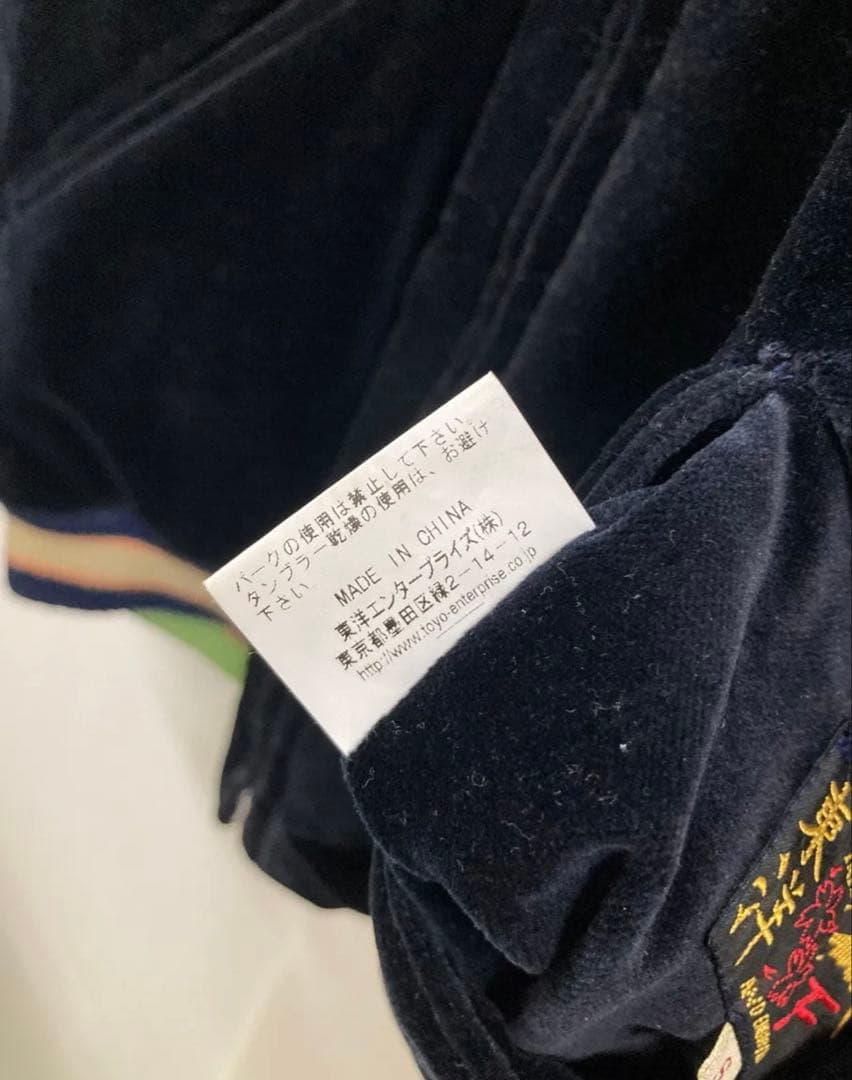 パークの使用は禁止して下さい。
タンブラー乾燥の使用は、お避け
下さい
MADE IN CHINA
東洋エンタープライズ(株)
東京都墨田区緑2-14-12
http://www.toyo-enterprise.co.jp
東洋